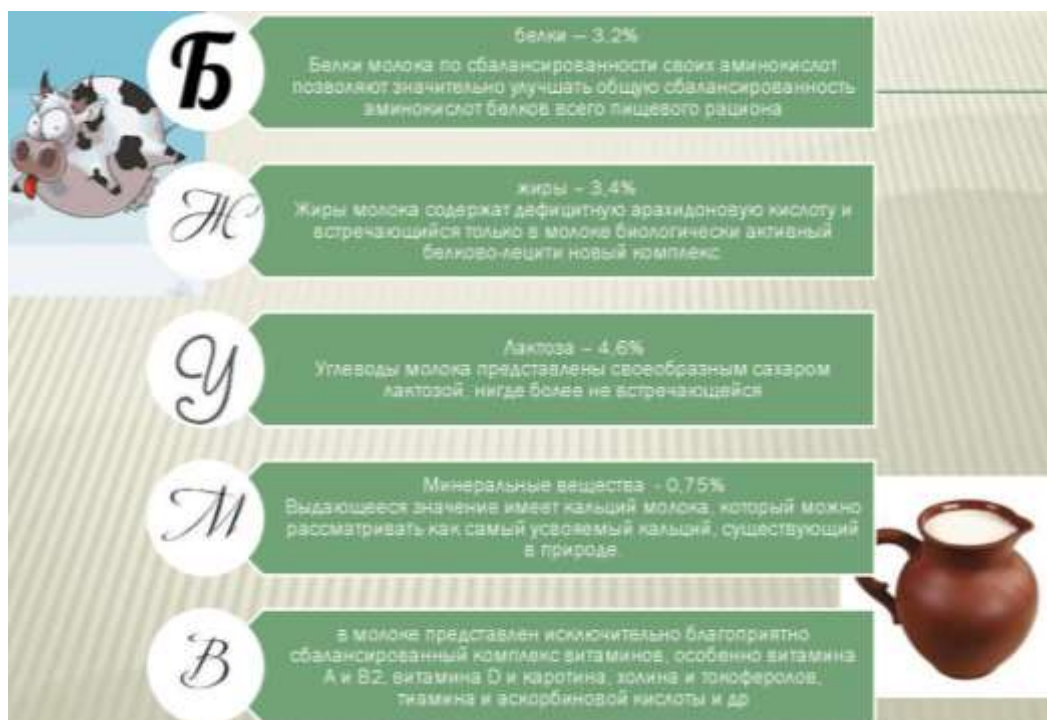 Б
белки – 3,2%
Белки молока по сбалансированности своих аминокислот
позволяют значительно улучшать общую сбалансированность
аминокислот белков всего пищевого рациона
Ж
жиры – 3,4%
Жиры молока содержат дефицитную арахидоновую кислоту и
встречающийся только в молоке биологически активный
белково-лецити новый комплекс
У
Лактоза – 4,6%
Углеводы молока представлены своеобразным сахаром
лактозой, нигде более не встречающейся
М
Минеральные вещества - 0,75%
Выдающееся значение имеет кальций молока, который можно
рассматривать как самый усвояемый кальций, существующий
в природе.
В
в молоке представлен исключительно благоприятно
сбалансированный комплекс витаминов, особенно витамина
А и В2, витамина D и каротина, холина и токоферолов,
тиамина и аскорбиновой кислоты и др